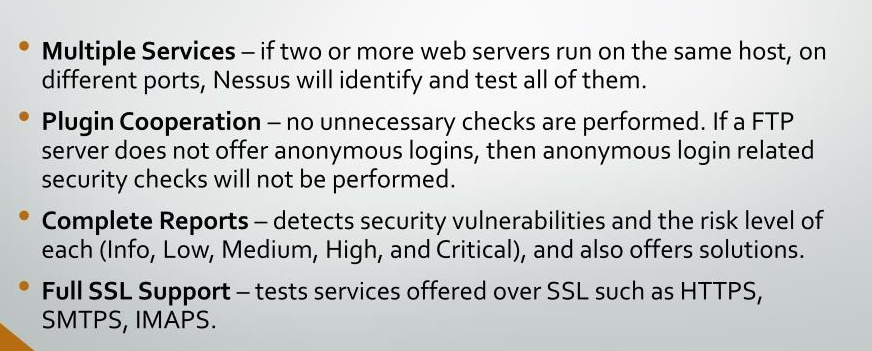 • Multiple Services – if two or more web servers run on the same host, on
different ports, Nessus will identify and test all of them.
• Plugin Cooperation – no unnecessary checks are performed. If a FTP
server does not offer anonymous logins, then anonymous login related
security checks will not be performed.
• Complete Reports – detects security vulnerabilities and the risk level of
each (Info, Low, Medium, High, and Critical), and also offers solutions.
• Full SSL Support – tests services offered over SSL such as HTTPS,
SMTPS, IMAPS.